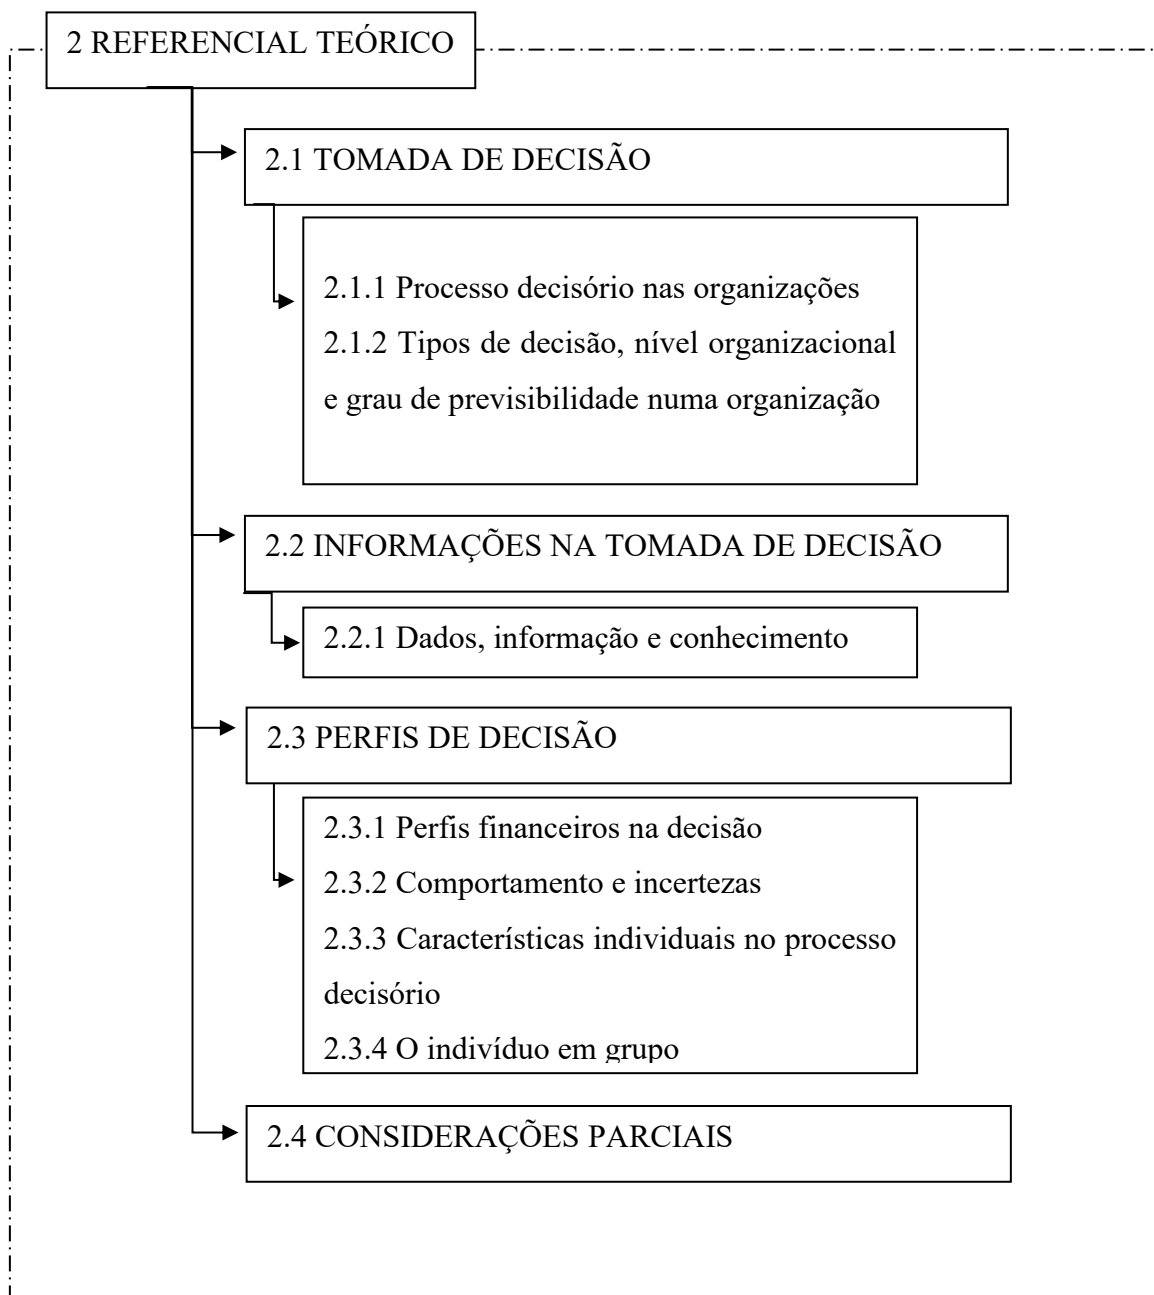 2 REFERENCIAL TEÓRICO
2.1 TOMADA DE DECISÃO
2.1.1 Processo decisório nas organizações
2.1.2 Tipos de decisão, nível organizacional
e grau de previsibilidade numa organização
2.2 INFORMAÇÕES NA TOMADA DE DECISÃO
2.2.1 Dados, informação e conhecimento
2.3 PERFIS DE DECISÃO
2.3.1 Perfis financeiros na decisão
2.3.2 Comportamento e incertezas
2.3.3 Características individuais no processo
decisório
2.3.4 O indivíduo em grupo
2.4 CONSIDERAÇÕES PARCIAIS